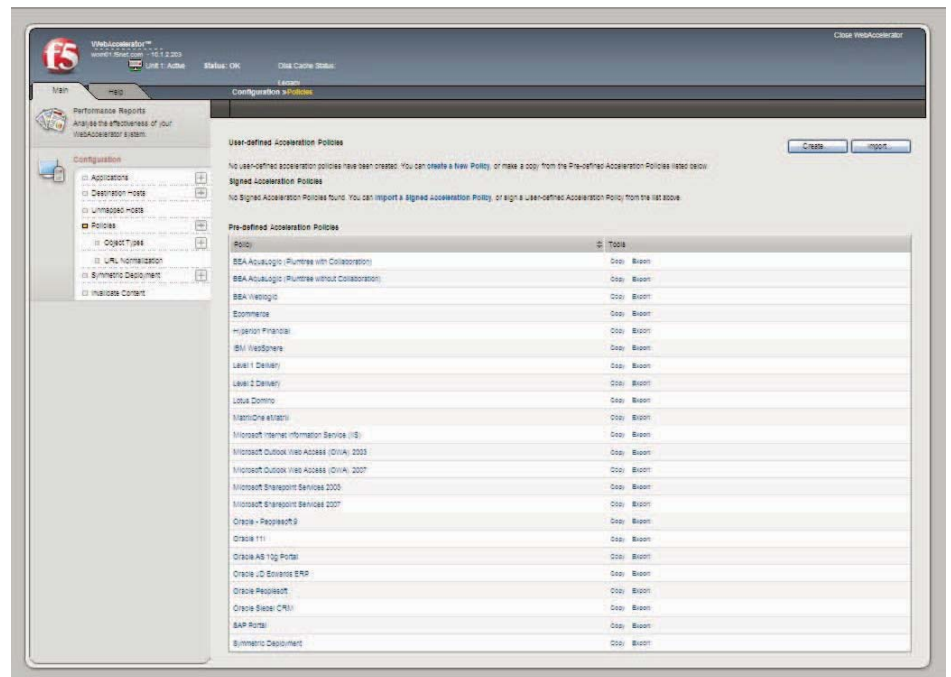 Close WebAccelerator
f5
WebAccelerator™
Unit 1: Active
Status: OK
Disk Cache Status:
Legacy
Main
Help
Configuration »Policies
Performance Reports
Analyse the effectiveness of your
WebAccelerator system.
Configuration
Applications
Destination Hosts
Unmapped Hosts
Policies
Object Types
URL Normalization
Symmetric Deployment
Invalidate Content
User-defined Acceleration Policies
Create...
Import...
No user-defined acceleration policies have been created. You can create a New Policy, or make a copy from the Pre-defined Acceleration Policies listed below.
Signed Acceleration Policies
No Signed Acceleration Policies found. You can Import a Signed Acceleration Policy, or sign a User-defined Acceleration Policy from the list above.
Pre-defined Acceleration Policies
Policy Tools
BEA AquaLogic (Plumtree with Collaboration) Copy Export
BEA AquaLogic (Plumtree without Collaboration) Copy Export
BEA Weblogic Copy Export
Ecommerce Copy Export
Hyperion Financial Copy Export
IBM WebSphere Copy Export
Level 1 Delivery Copy Export
Level 2 Delivery Copy Export
Lotus Domino Copy Export
MatrixOne eMatrix Copy Export
Microsoft Internet Information Service (IIS) Copy Export
Microsoft Outlook Web Access (OWA) 2003 Copy Export
Microsoft Outlook Web Access (OWA) 2007 Copy Export
Microsoft Sharepoint Services 2003 Copy Export
Microsoft Sharepoint Services 2007 Copy Export
Oracle - Peoplesoft 9 Copy Export
Oracle 11i Copy Export
Oracle AS 10g Portal Copy Export
Oracle JD Edwards ERP Copy Export
Oracle Peoplesoft Copy Export
Oracle Siebel CRM Copy Export
SAP Portal Copy Export
Symmetric Deployment Copy Export